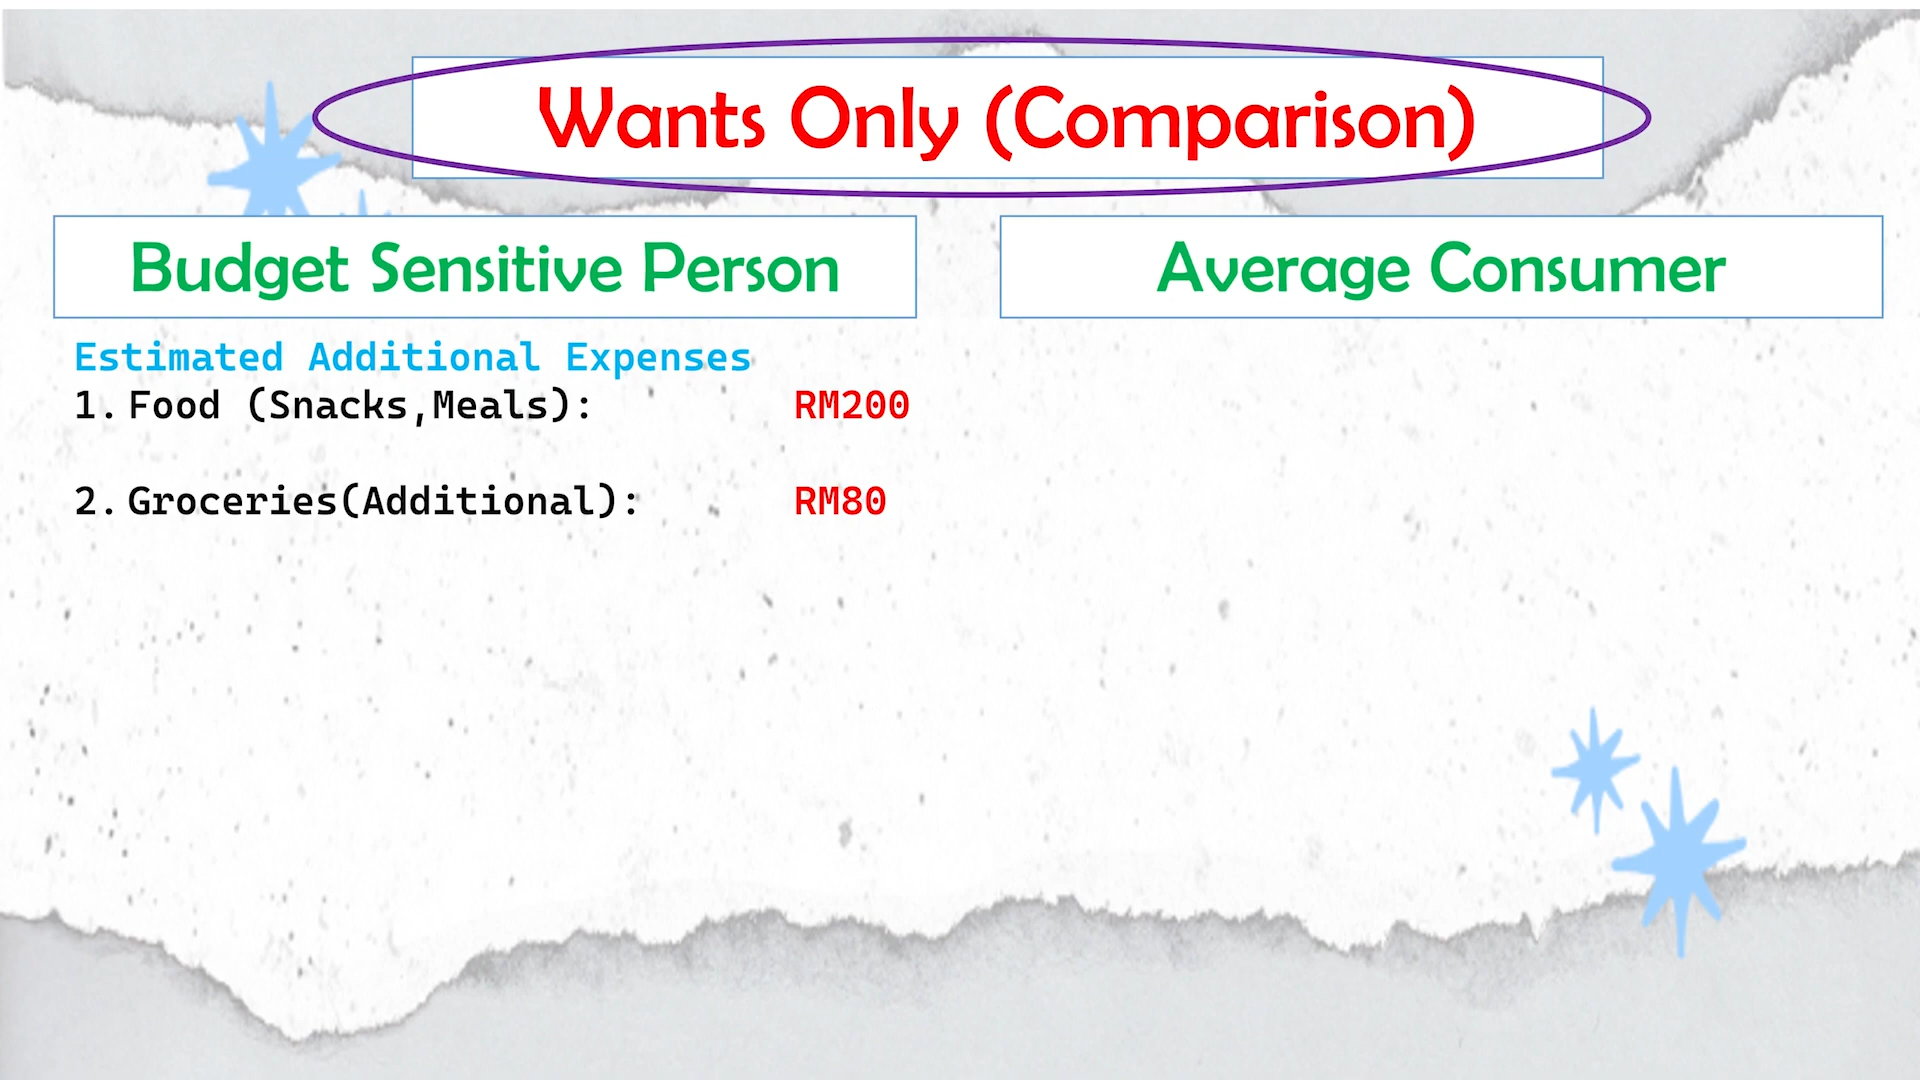 Wants Only (Comparison)
Budget Sensitive Person
Average Consumer
Estimated Additional Expenses
1. Food (Snacks,Meals): RM200
2. Groceries(Additional): RM80